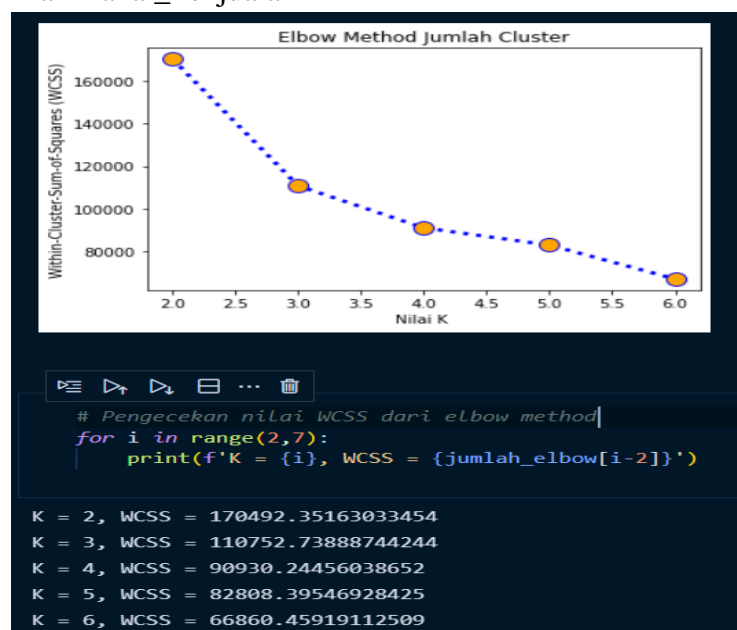 Elbow Method Jumlah Cluster
Within-Cluster-Sum-of-Squares (WCSS)
160000
140000
120000
100000
80000
2.0 2.5 3.0 3.5 4.0 4.5 5.0 5.5 6.0
Nilai K
# Pengecekan nilai WCSS dari elbow method
for i in range(2,7):
print(f'K = {i}, WCSS = {jumlah_elbow[i-2]}')
K = 2, WCSS = 170492.35163033454
K = 3, WCSS = 110752.73888744244
K = 4, WCSS = 90930.24456038652
K = 5, WCSS = 82808.39546928425
K = 6, WCSS = 66860.45919112509